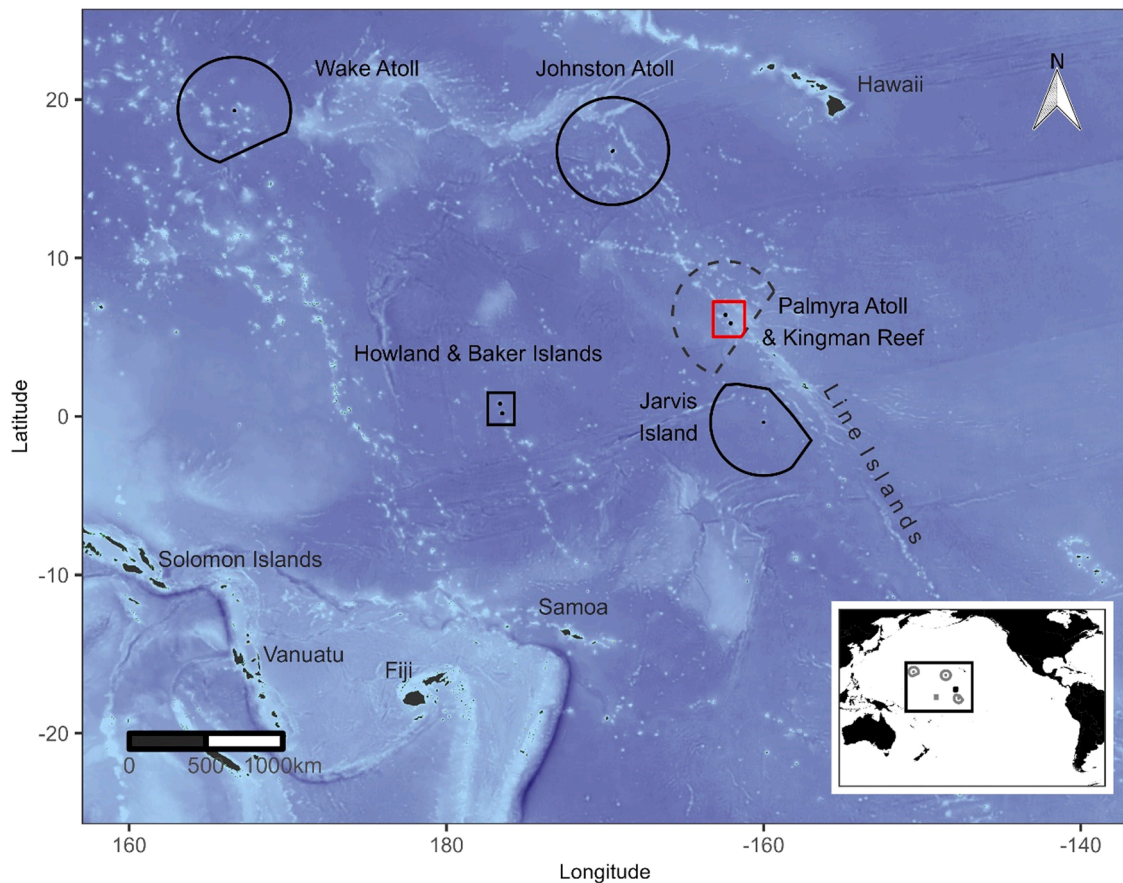 N
Wake Atoll
Johnston Atoll
Hawaii
20
10
Palmyra Atoll
& Kingman Reef
Howland & Baker Islands
Jarvis
Island
Line Islands
0
Latitude
-10
Solomon Islands
Samoa
Vanuatu
Fiji
-20
0 500 1000km
160 180 -160 -140
Longitude